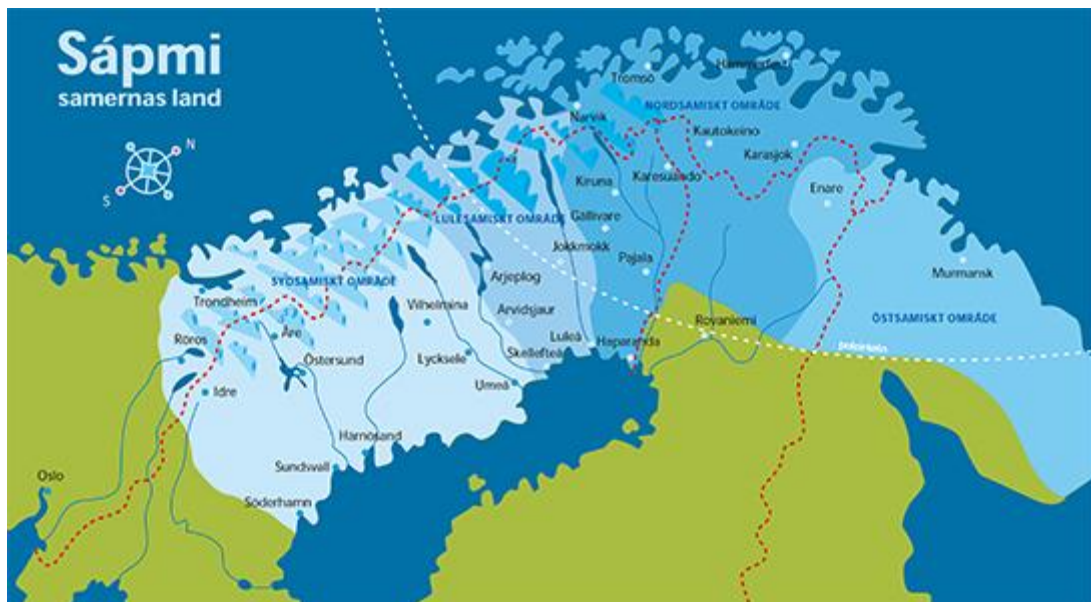 Sápmi
samernas land
N
S
Hammerfest
Tromsö
NORDSAMISKT OMRÅDE
Narvik
Kautokeino
Karasjok
Karesuando
Kiruna
Enare
LULESAMISKT OMRÅDE
Gällivare
Jokkmokk
Pajala
Murmansk
SYDSAMISKT OMRÅDE
Arjeplog
Trondheim
Vilhelmina
Arvidsjaur
ÖSTSAMISKT OMRÅDE
Rovaniemi
Åre
Luleå
Haparanda
polcirkeln
Röros
Östersund
Lycksele
Skellefteå
Idre
Umeå
Härnösand
Sundsvall
Oslo
Söderhamn